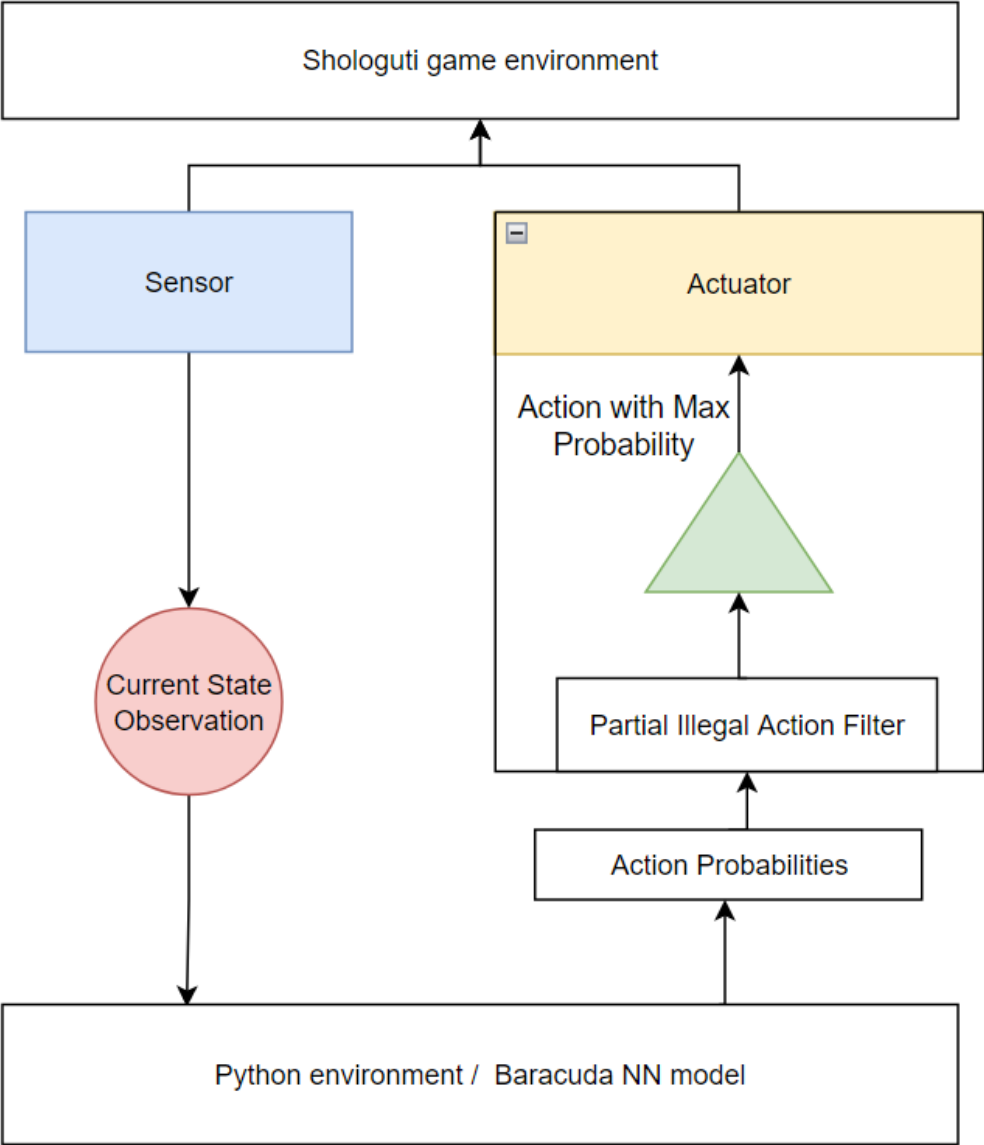 Shologuti game environment
Sensor
Actuator
Action with Max
Probability
Current State
Observation
Partial Illegal Action Filter
Action Probabilities
Python environment /  Baracuda NN model